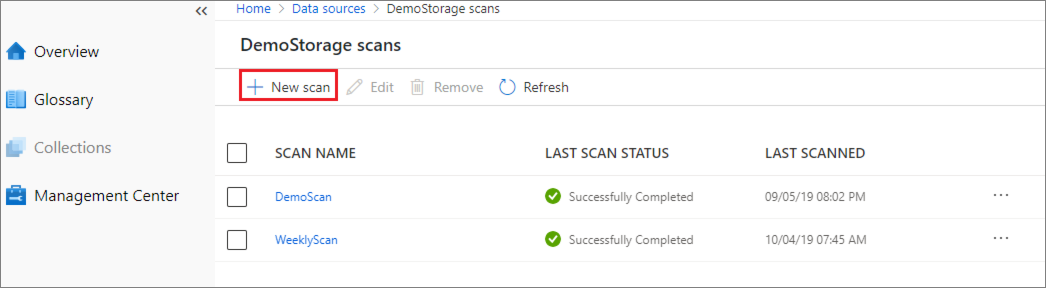 «
Home > Data sources > DemoStorage scans
Overview
DemoStorage scans
Glossary
+ New scan Edit Remove Refresh
Collections
SCAN NAME LAST SCAN STATUS LAST SCANNED
Management Center
DemoScan Successfully Completed 09/05/19 08:02 PM ...
WeeklyScan Successfully Completed 10/04/19 07:45 AM ...